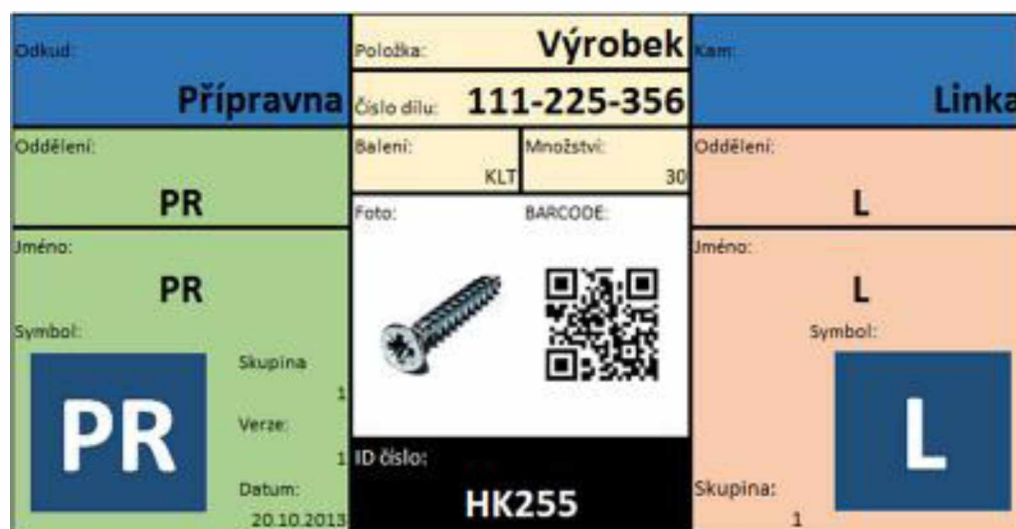 Odkud:
Přípravna
Oddělení:
PR
Jméno:
PR
Symbol:
PR
Skupina
1
Verze:
1
Datum:
20.10.2013
Položka:
Výrobek
Číslo dílu:
111-225-356
Balení:
KLT
Množství:
30
Foto:
BARCODE:
ID číslo:
HK255
Kam:
Linka
Oddělení:
L
Jméno:
L
Symbol:
L
Skupina:
1